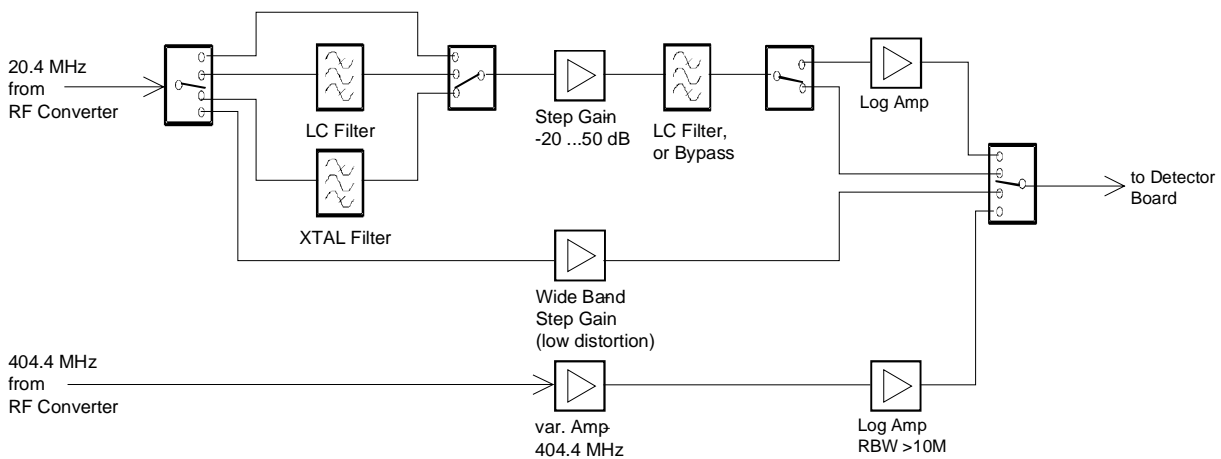 20.4 MHz
from
RF Converter
LC Filter
XTAL Filter
Step Gain
-20 ...50 dB
LC Filter,
or Bypass
Log Amp
to Detector
Board
Wide Band
Step Gain
(low distortion)
404.4 MHz
from
RF Converter
var. Amp
404.4 MHz
Log Amp
RBW >10M